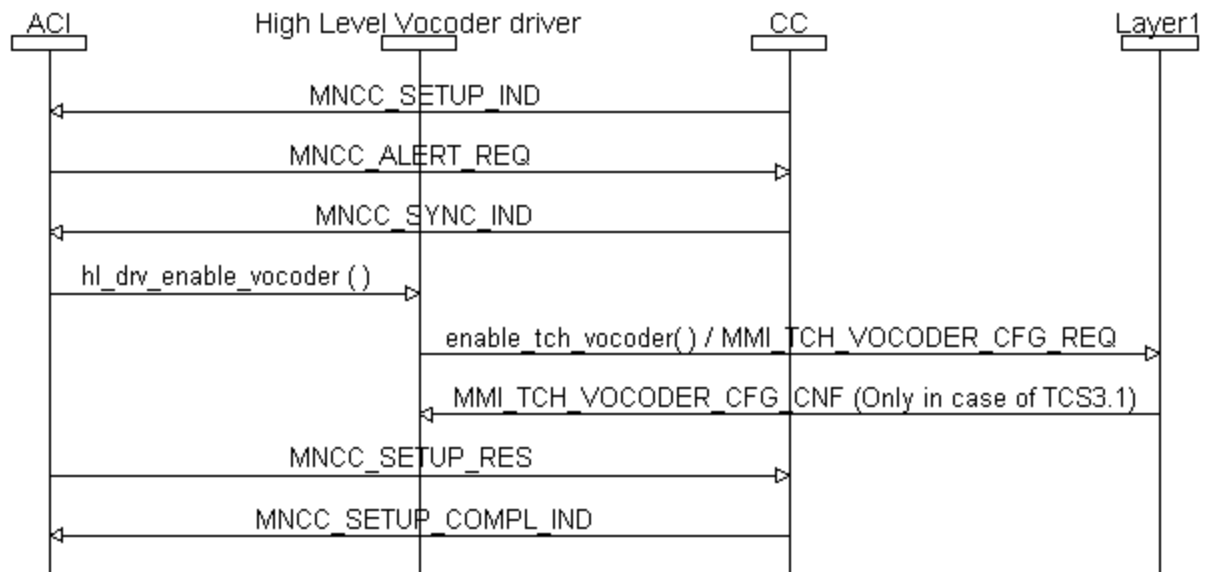 ACI High Level Vocoder driver CC Layer1
MNCC_SETUP_IND
MNCC_ALERT_REQ
MNCC_SYNC_IND
hl_drv_enable_vocoder ()
enable_tch_vocoder() / MMI_TCH_VOCODER_CFG_REQ
MMI_TCH_VOCODER_CFG_CNF (Only in case of TCS3.1)
MNCC_SETUP_RES
MNCC_SETUP_COMPL_IND